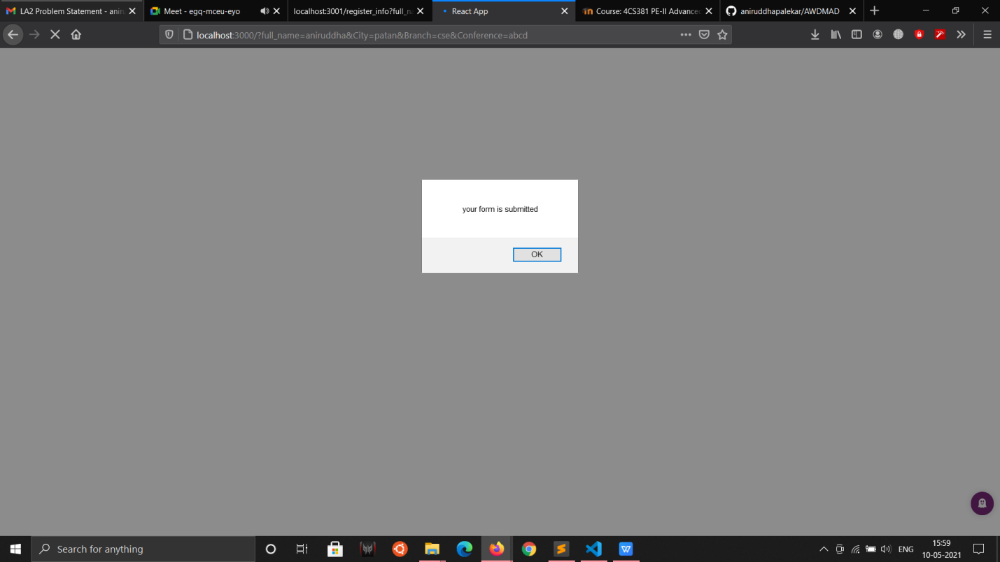 LA2 Problem Statement - anir
Meet - egq-mceu-eyo
localhost:3001/register_info?full_n
React App
Course: 4CS381 PE-II Advanced
aniruddhapalekar/AWDMAD
localhost:3000/?full_name=aniruddha&City=patan&Branch=cse&Conference=abcd
your form is submitted
OK
Search for anything
ENG
15:59
10-05-2021